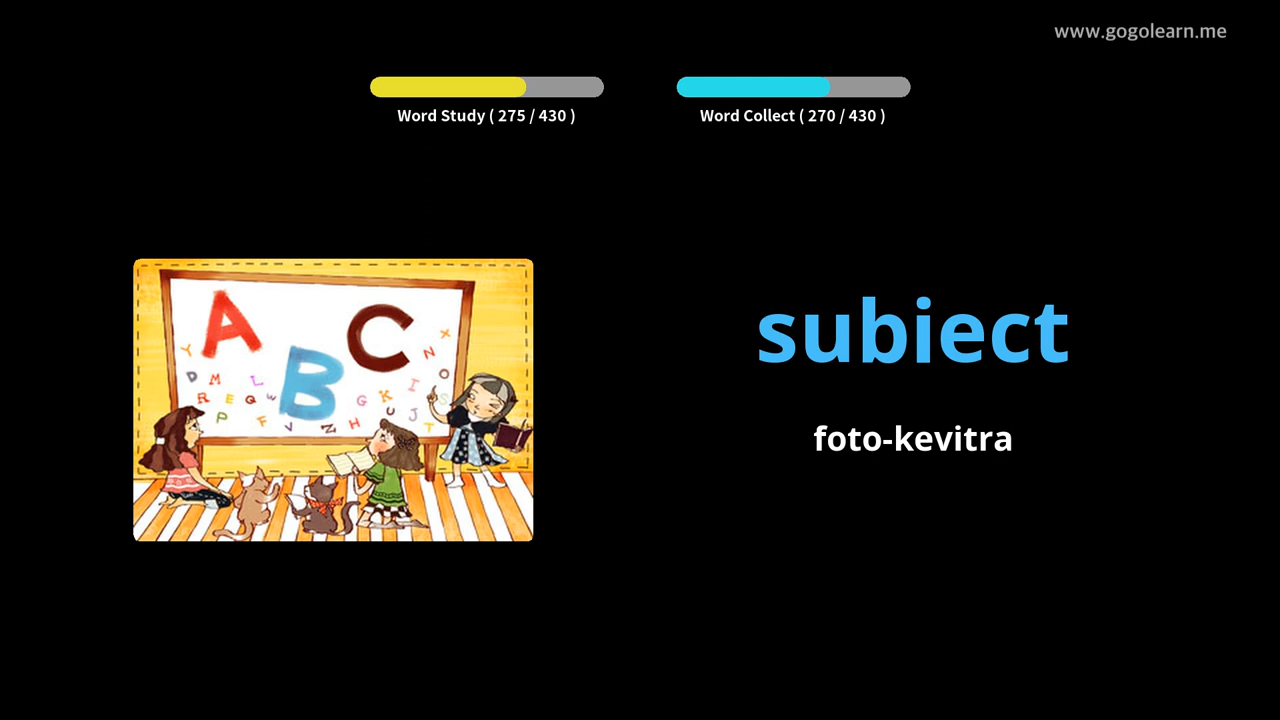 www.gogolearn.me
Word Study ( 275 / 430 )
Word Collect ( 270 / 430 )
A
B
C
Y
D M L
R E Q W
P F V Z H
G K U J T
I N X O S
subiect
foto-kevitra